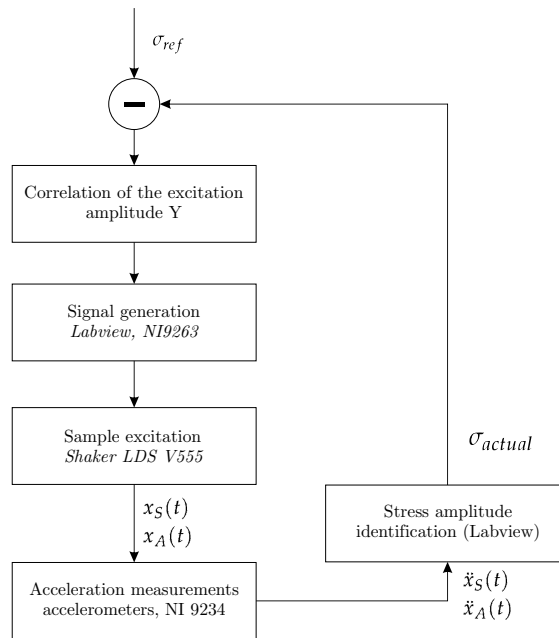 σ_ref
−
Correlation of the excitation
amplitude Y
Signal generation
Labview, NI9263
Sample excitation
Shaker LDS V555
x_S(t)
x_A(t)
Acceleration measurements
accelerometers, NI 9234
σ_actual
Stress amplitude
identification (Labview)
ẍ_S(t)
ẍ_A(t)